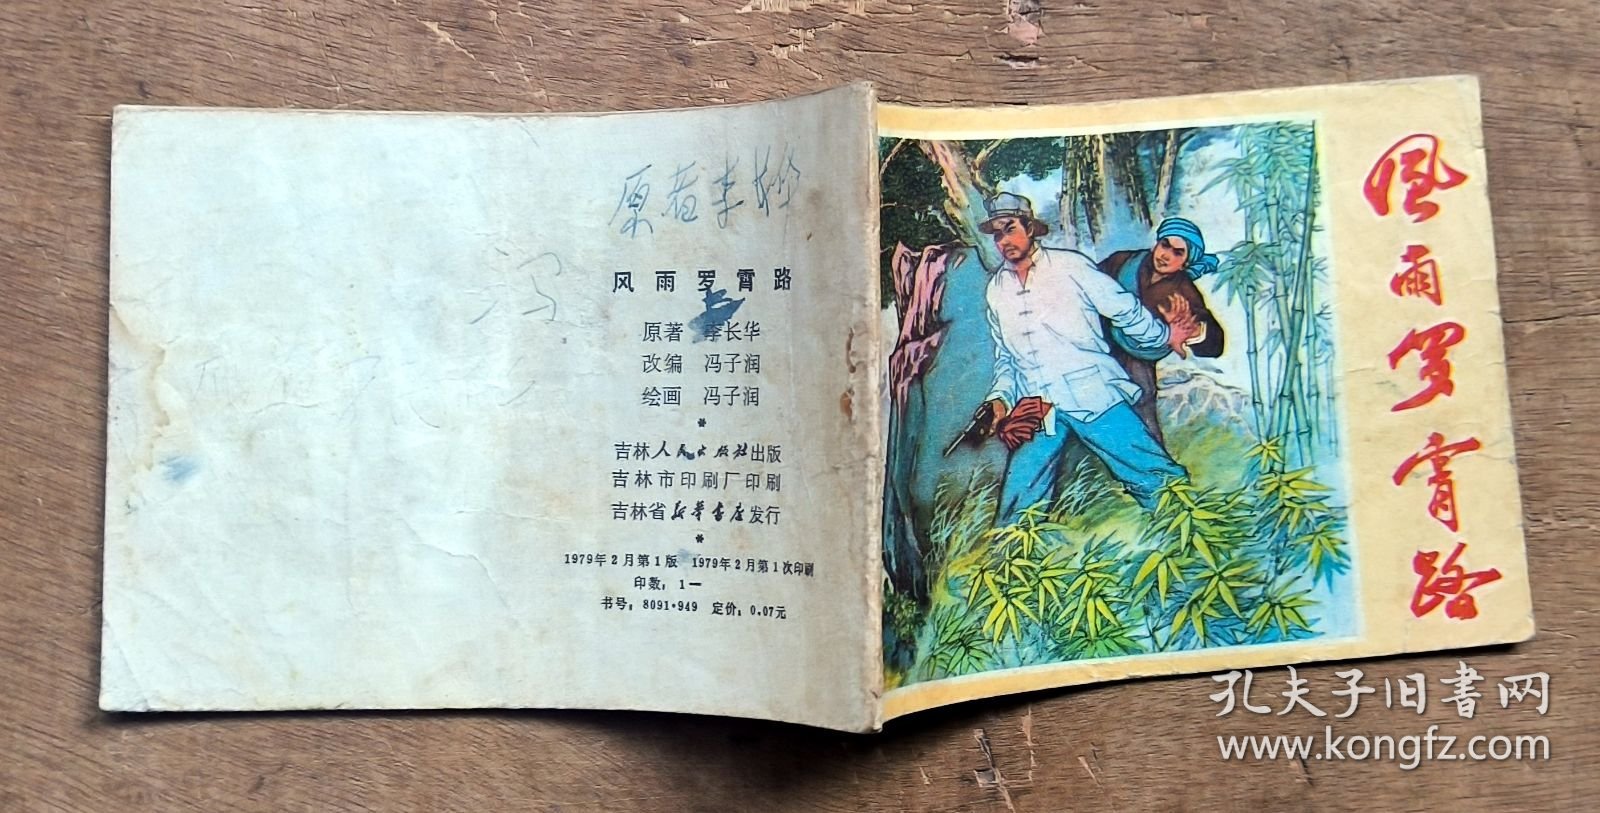 原著李长华
冯
风雨罗霄路
原著 李长华
改编 冯子润
绘画 冯子润
*
吉林人民出版社出版
吉林市印刷厂印刷
吉林省新华书店发行
*
1979年2月第1版 1979年2月第1次印刷
印数：1—
书号：8091·949 定价：0.07元
風雨罗霄路
孔夫子旧书网
www.kongfz.com